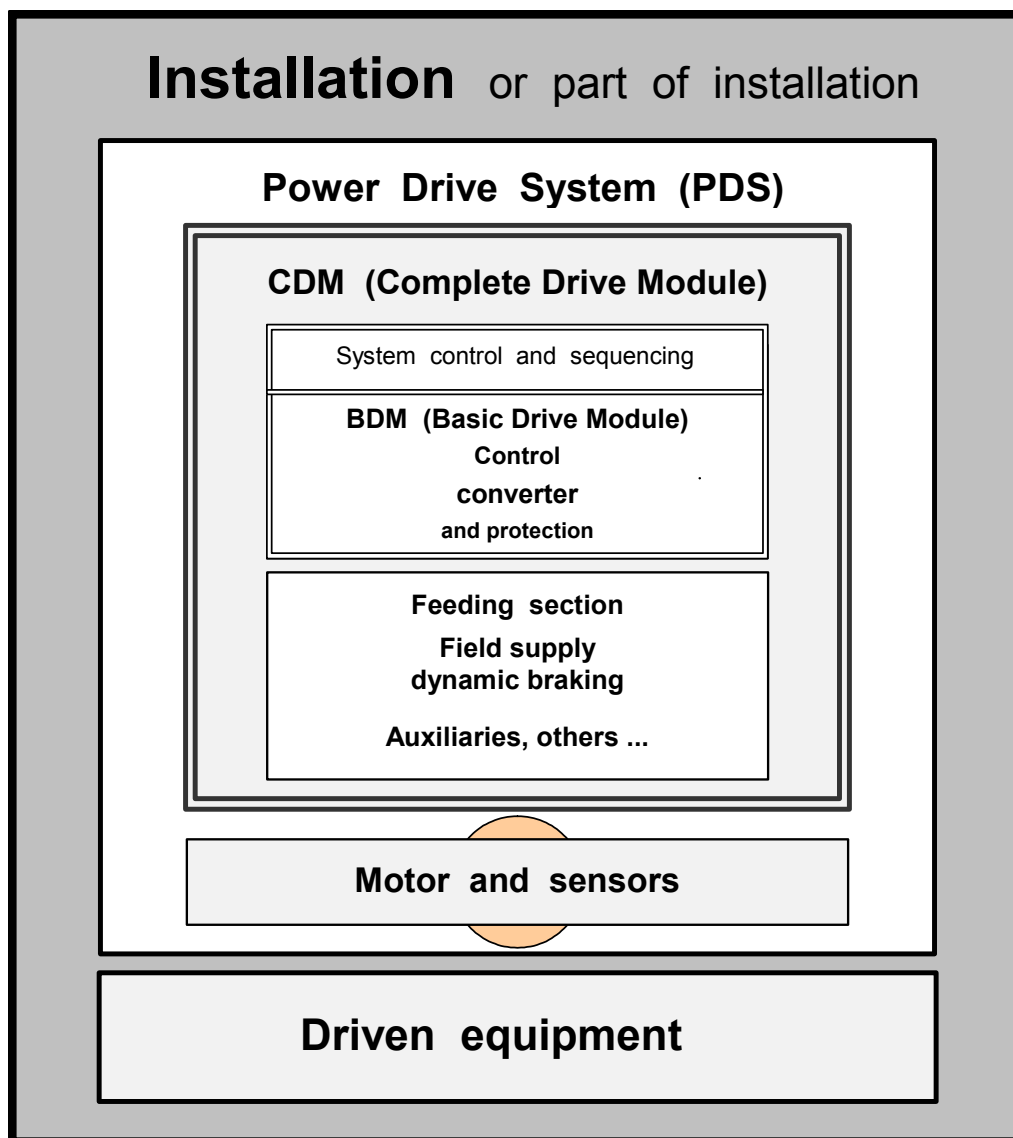 Installation or part of installation
Power Drive System (PDS)
CDM (Complete Drive Module)
System control and sequencing
BDM (Basic Drive Module)
Control
converter
and protection
Feeding section
Field supply
dynamic braking
Auxiliaries, others ...
Motor and sensors
Driven equipment